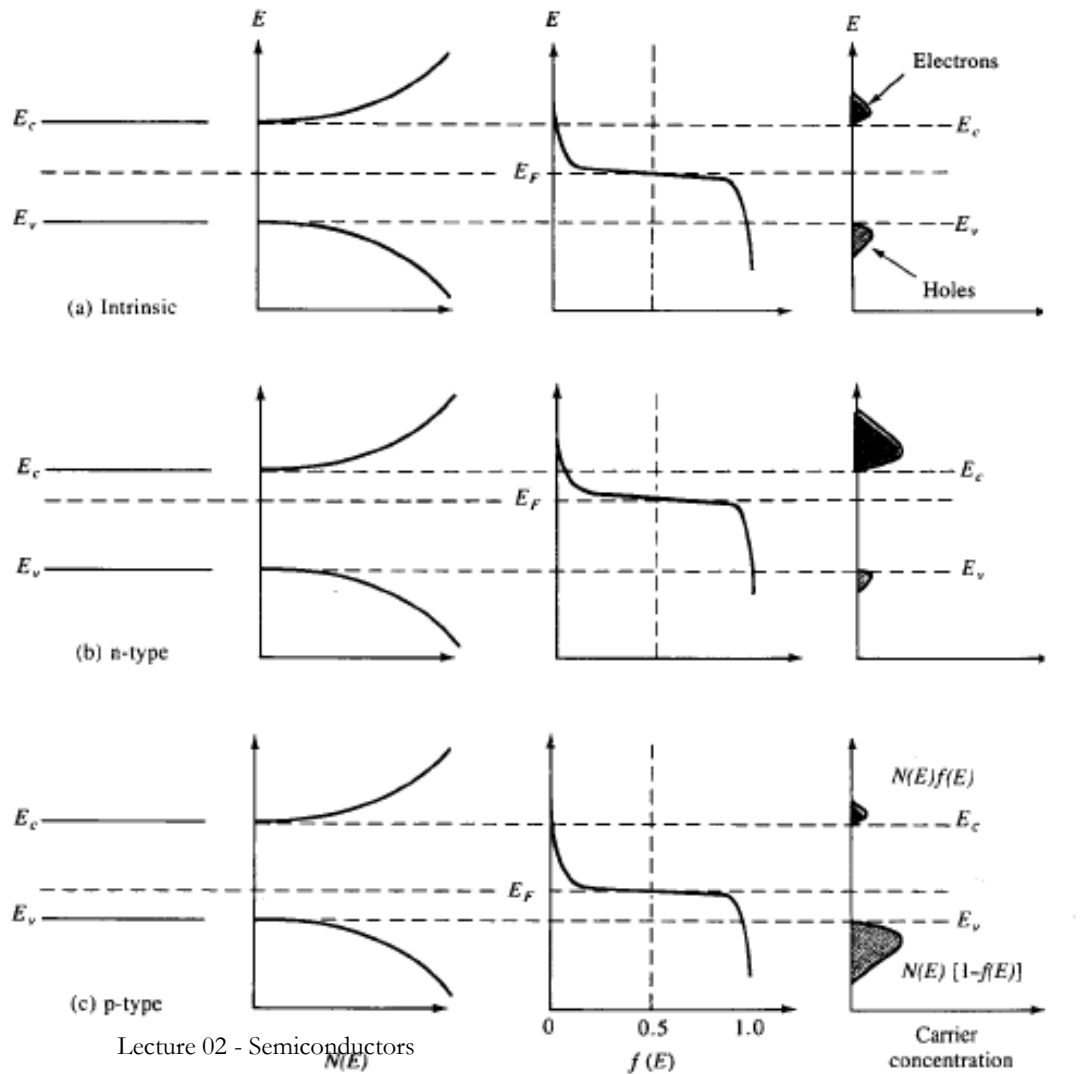 E E E
Electrons
E_c E_c
E_F
E_v E_v
Holes
(a) Intrinsic
E_c E_c
E_F
E_v E_v
(b) n-type
N(E)f(E)
E_c E_c
E_F
E_v E_v
N(E) [1-f(E)]
(c) p-type
0 0.5 1.0
Lecture 02 - Semiconductors
N(E) f (E) Carrier
concentration